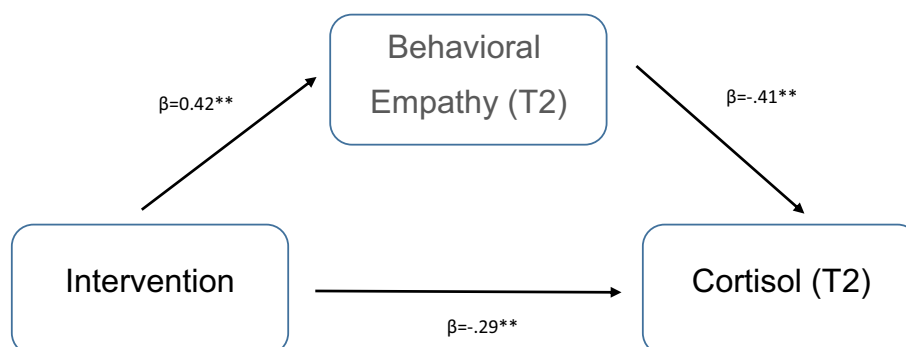 Behavioral
Empathy (T2)
β=0.42**
β=-.41**
Intervention
Cortisol (T2)
β=-.29**